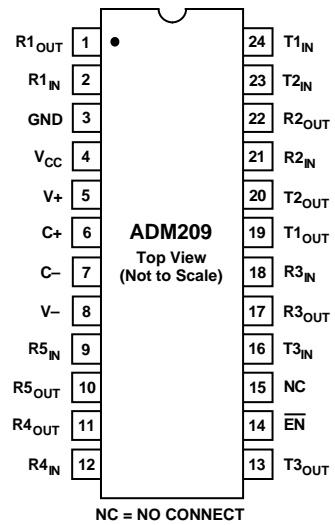 R1OUT 1 24 T1IN
R1IN 2 23 T2IN
GND 3 22 R2OUT
VCC 4 21 R2IN
V+ 5 20 T2OUT
C+ 6 ADM209 19 T1OUT
Top View
C– 7 (Not to Scale) 18 R3IN
V– 8 17 R3OUT
R5IN 9 16 T3IN
R5OUT 10 15 NC
R4OUT 11 14 E̅N̅
R4IN 12 13 T3OUT
NC = NO CONNECT